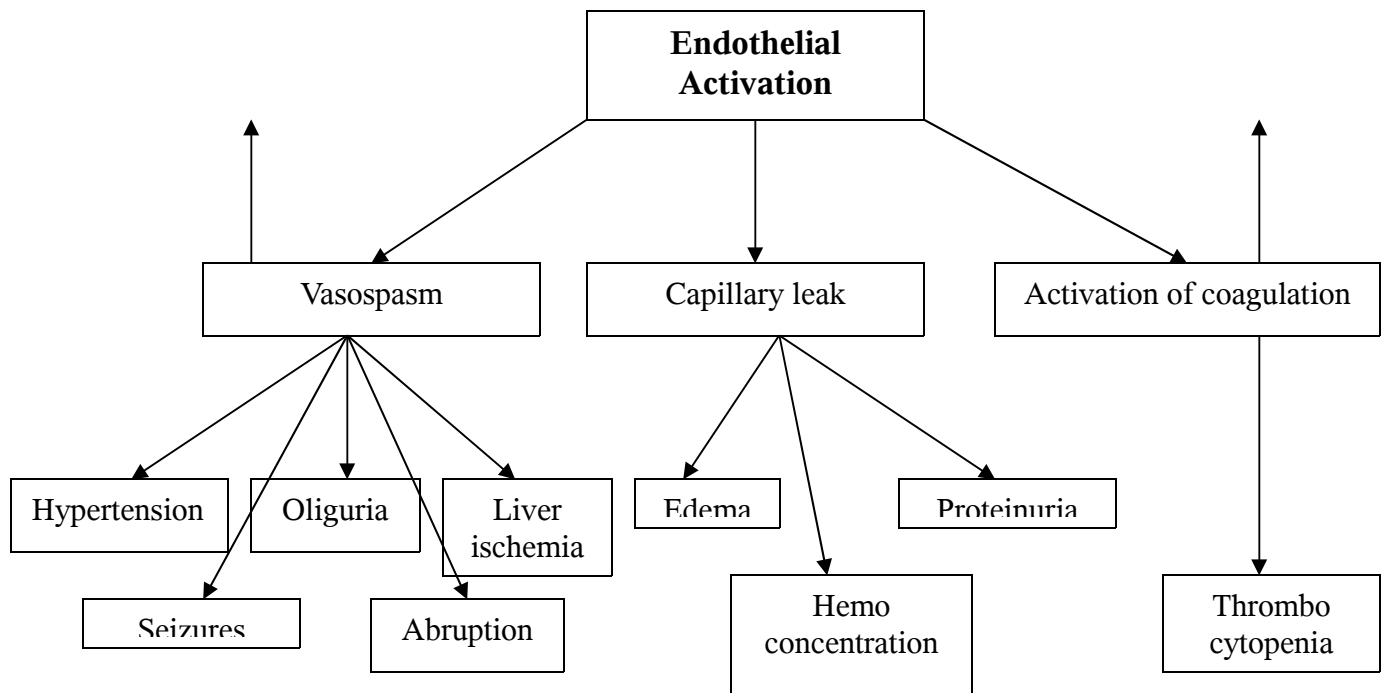 Endothelial
Activation
Vasospasm
Capillary leak
Activation of coagulation
Hypertension
Oliguria
Liver
ischemia
Edema
Proteinuria
Seizures
Abruption
Hemo
concentration
Thrombo
cytopenia